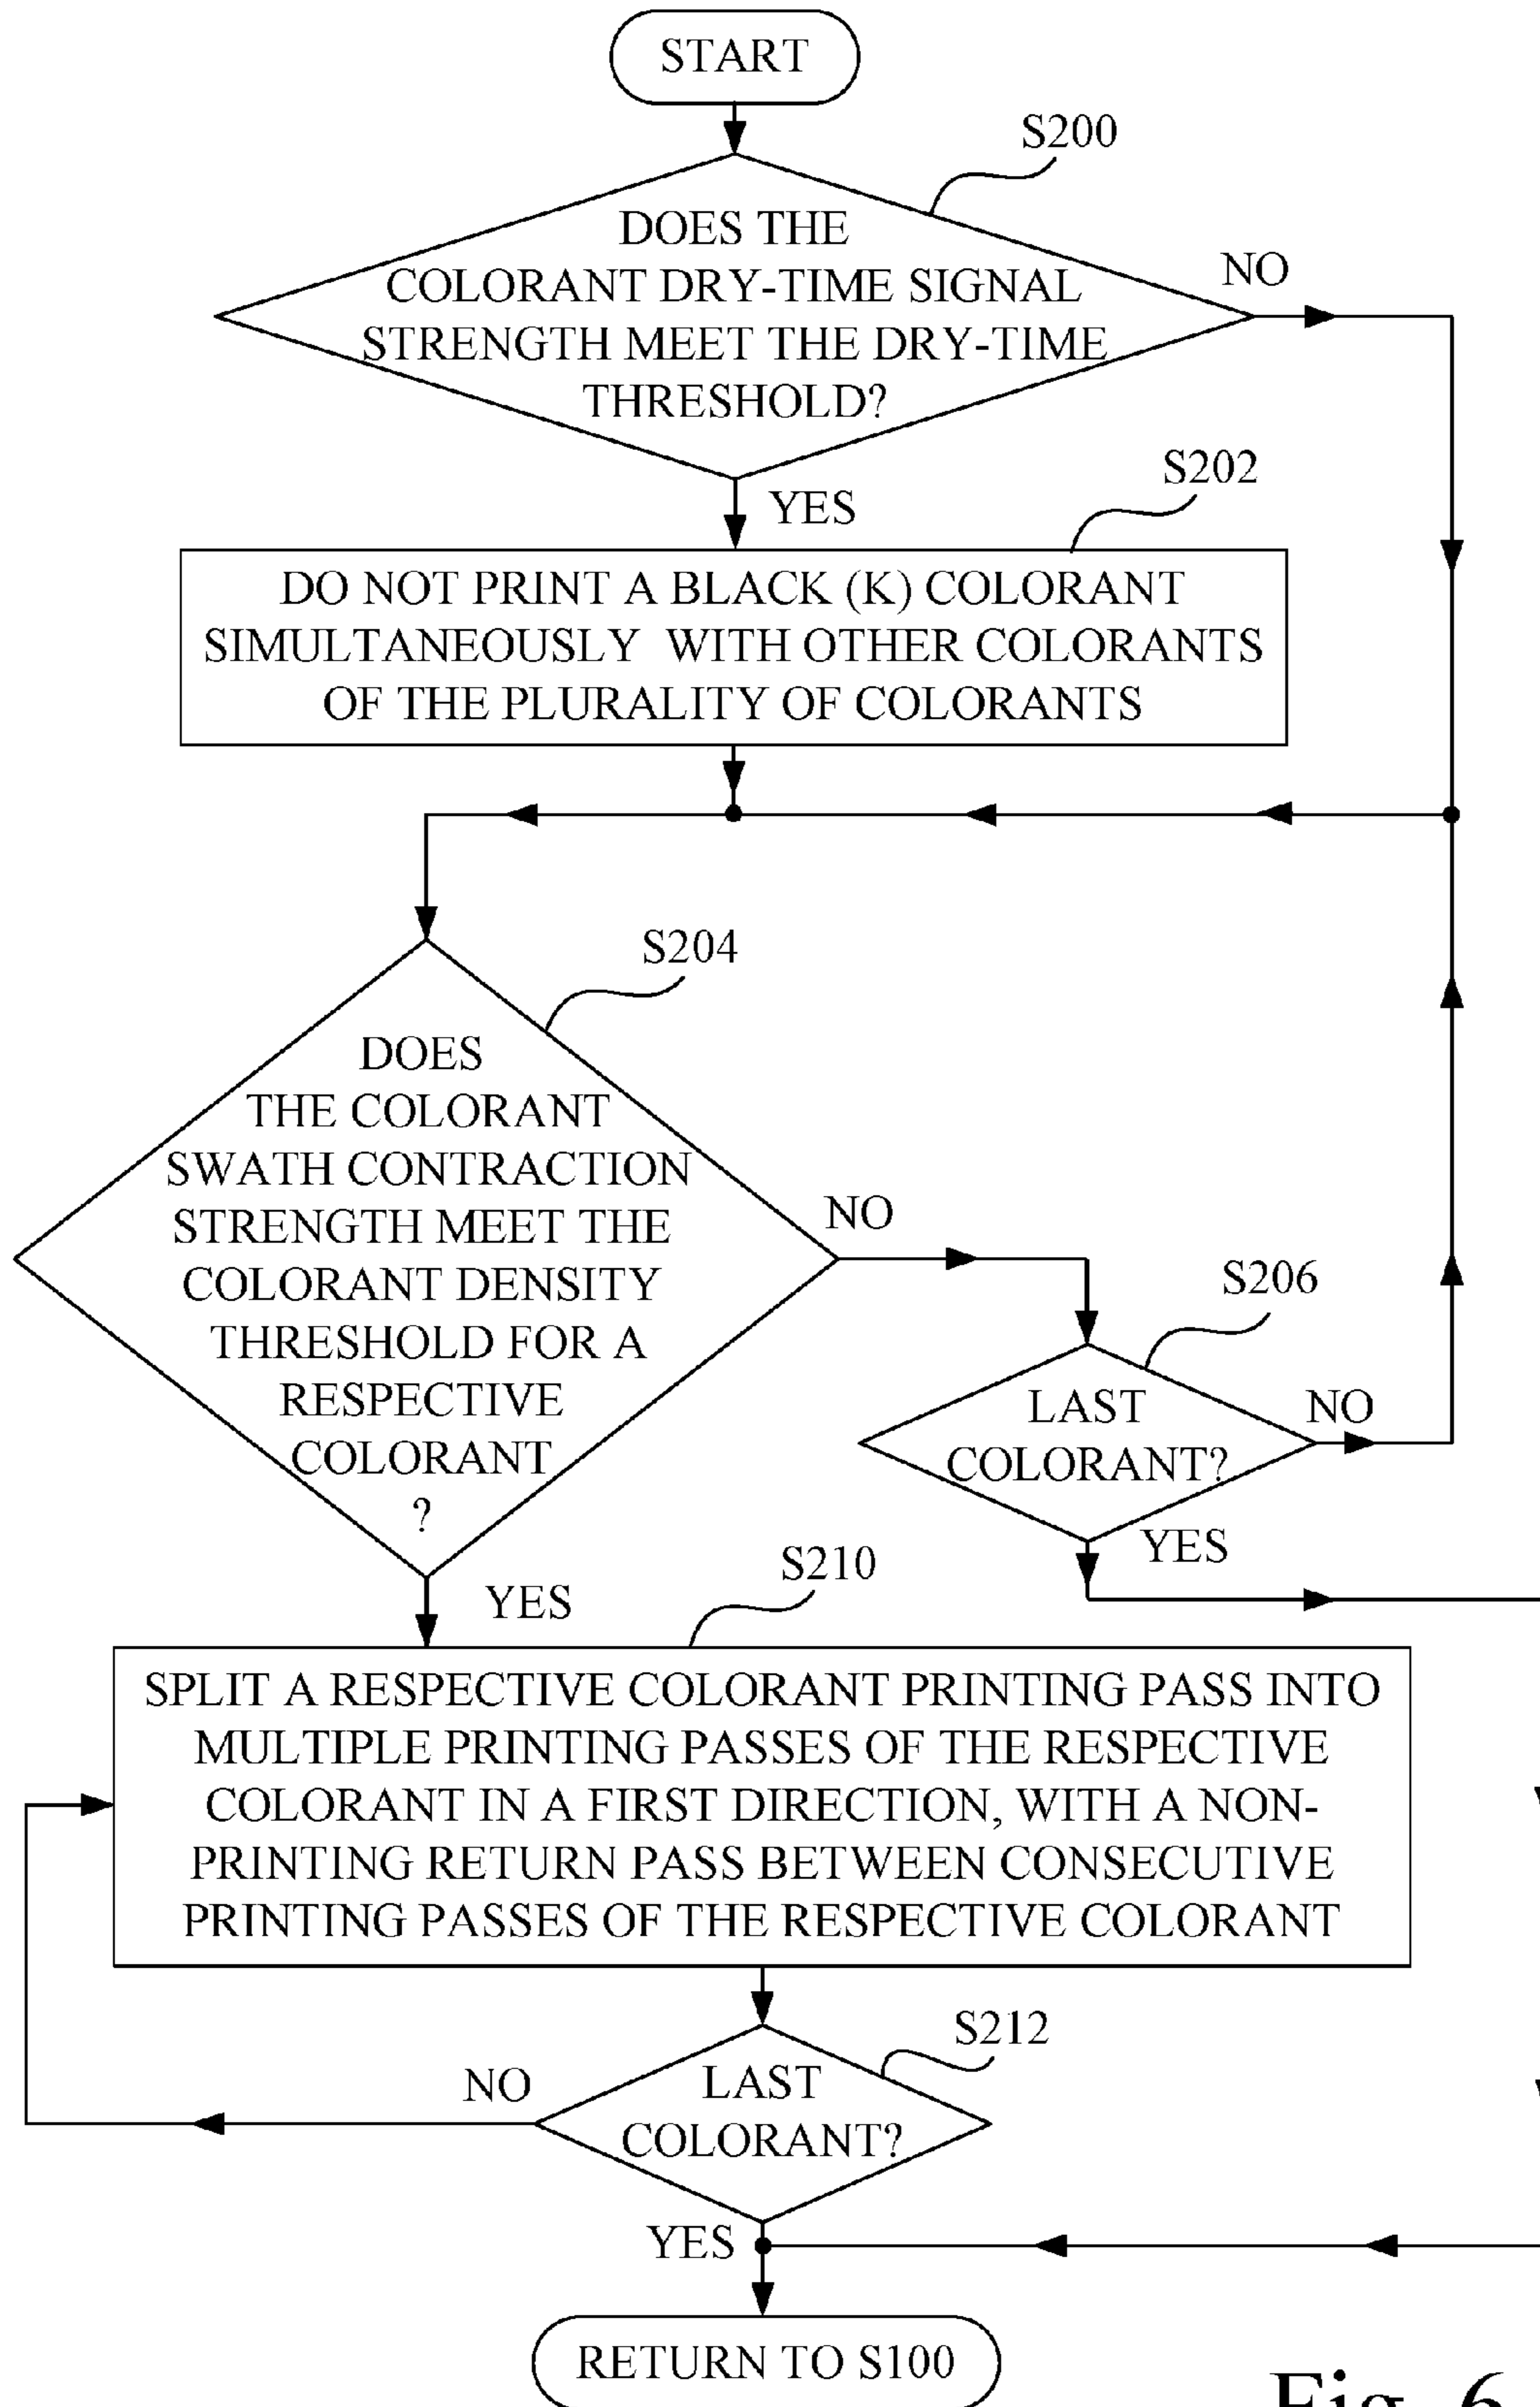 START
S200
DOES THE
COLORANT DRY-TIME SIGNAL
STRENGTH MEET THE DRY-TIME
THRESHOLD?
NO
YES
S202
DO NOT PRINT A BLACK (K) COLORANT
SIMULTANEOUSLY WITH OTHER COLORANTS
OF THE PLURALITY OF COLORANTS
S204
DOES
THE COLORANT
SWATH CONTRACTION
STRENGTH MEET THE
COLORANT DENSITY
THRESHOLD FOR A
RESPECTIVE
COLORANT
?
NO
S206
LAST
COLORANT?
NO
YES
YES
S210
SPLIT A RESPECTIVE COLORANT PRINTING PASS INTO
MULTIPLE PRINTING PASSES OF THE RESPECTIVE
COLORANT IN A FIRST DIRECTION, WITH A NON-
PRINTING RETURN PASS BETWEEN CONSECUTIVE
PRINTING PASSES OF THE RESPECTIVE COLORANT
S212
LAST
COLORANT?
NO
YES
RETURN TO S100
Fig. 6